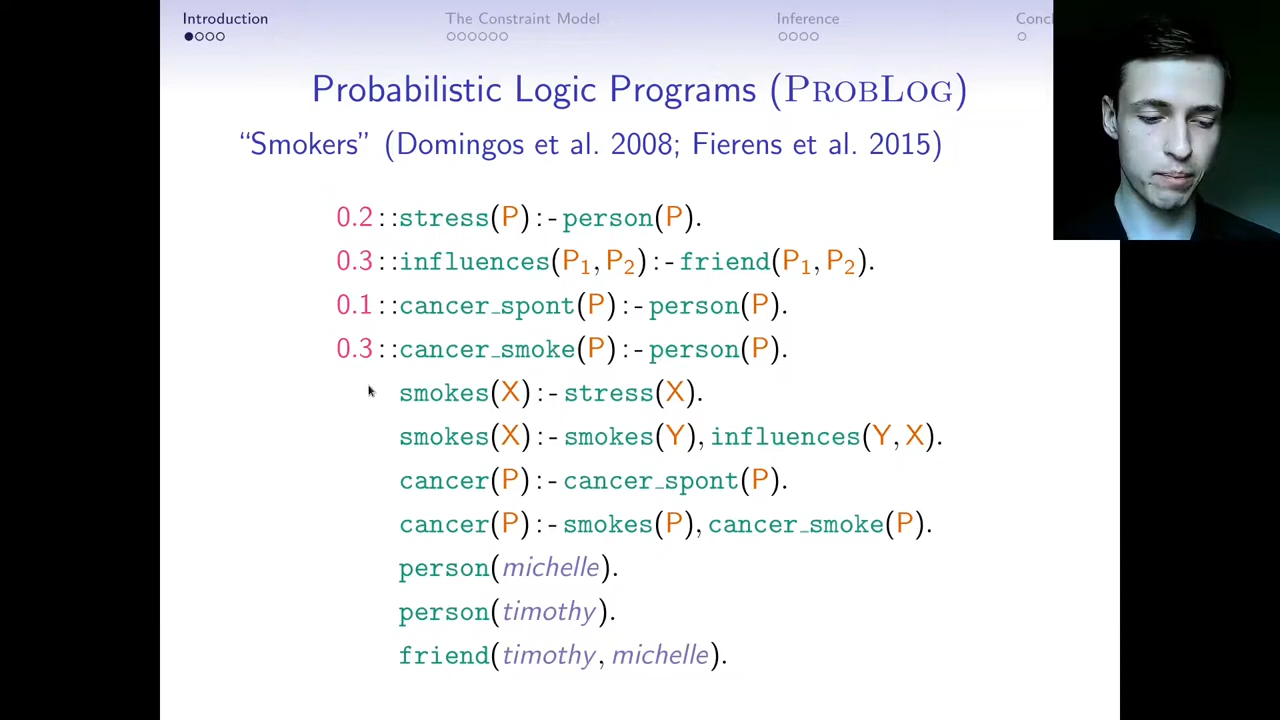 Introduction
The Constraint Model
Inference
Probabilistic Logic Programs (PROBLOG)
“Smokers” (Domingos et al. 2008; Fierens et al. 2015)
0.2::stress(P):-person(P).
0.3::influences(P₁,P₂):-friend(P₁,P₂).
0.1::cancer_spont(P):-person(P).
0.3::cancer_smoke(P):-person(P).
smokes(X):-stress(X).
smokes(X):-smokes(Y),influences(Y,X).
cancer(P):-cancer_spont(P).
cancer(P):-smokes(P),cancer_smoke(P).
person(michelle).
person(timothy).
friend(timothy,michelle).